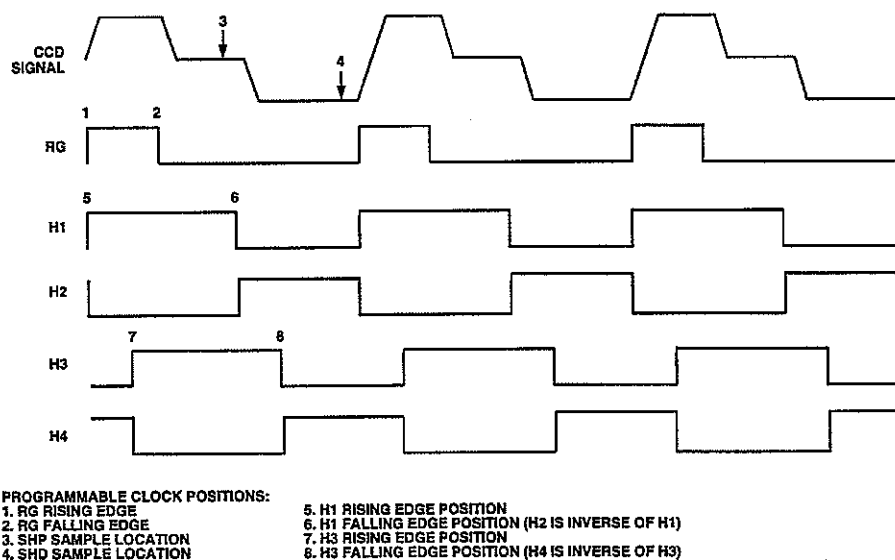 3
CCD
SIGNAL
4
1
2
RG
5
6
H1
H2
7
8
H3
H4
PROGRAMMABLE CLOCK POSITIONS:
1. RG RISING EDGE
2. RG FALLING EDGE
3. SHP SAMPLE LOCATION
4. SHD SAMPLE LOCATION
5. H1 RISING EDGE POSITION
6. H1 FALLING EDGE POSITION (H2 IS INVERSE OF H1)
7. H3 RISING EDGE POSITION
8. H3 FALLING EDGE POSITION (H4 IS INVERSE OF H3)